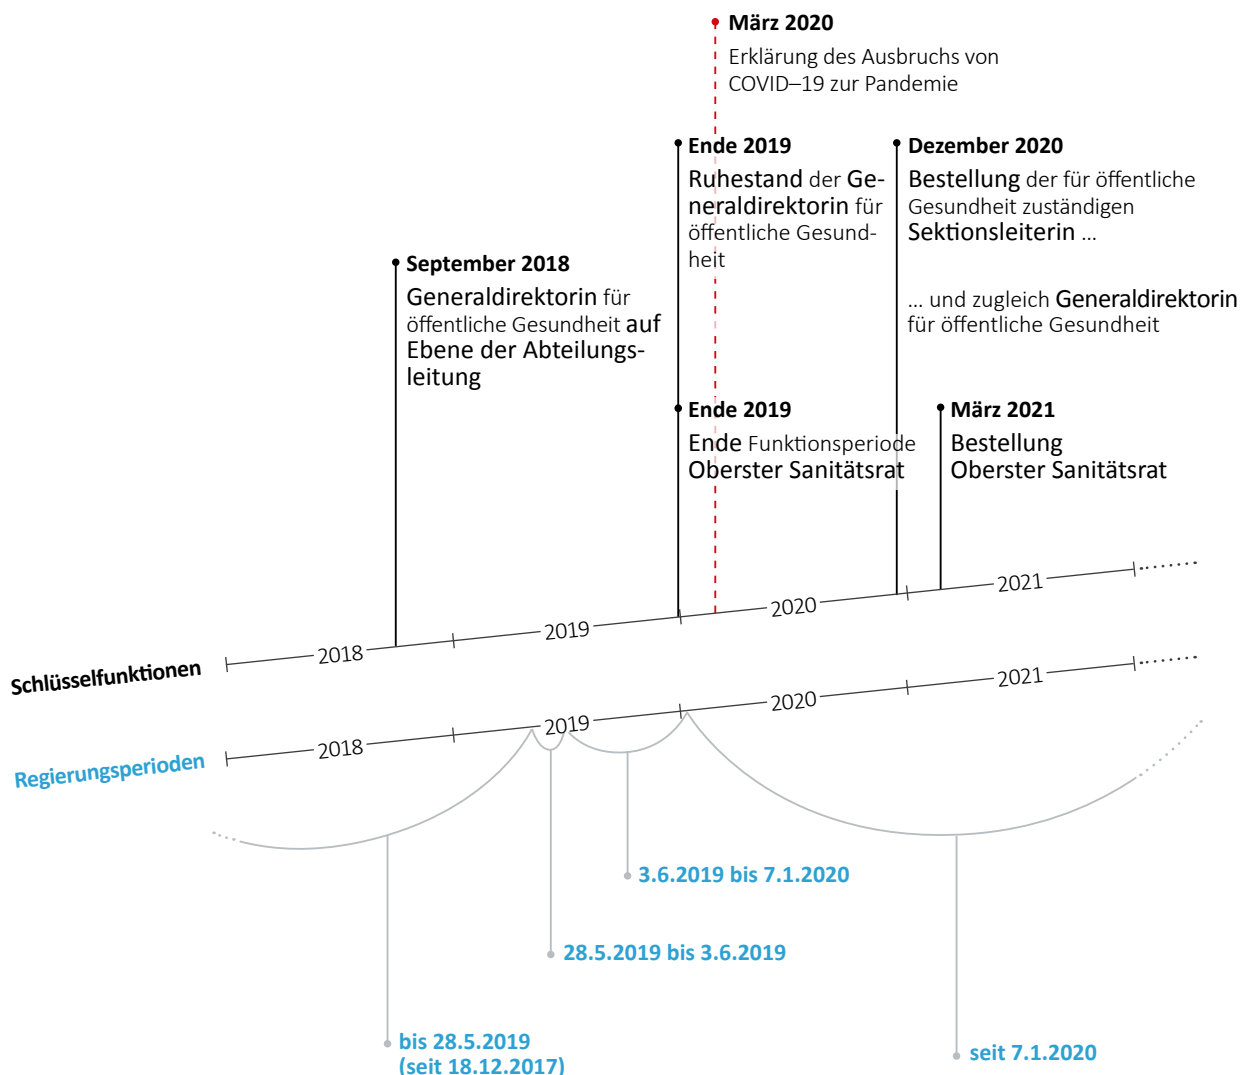 März 2020
Erklärung des Ausbruchs von
COVID–19 zur Pandemie
Ende 2019
Ruhestand der Ge-
neraldirektorin für
öffentliche Gesund-
heit
Dezember 2020
Bestellung der für öffentliche
Gesundheit zuständigen
Sektionsleiterin ...
... und zugleich Generaldirektorin
für öffentliche Gesundheit
September 2018
Generaldirektorin für
öffentliche Gesundheit auf
Ebene der Abteilungs-
leitung
Ende 2019
Ende Funktionsperiode
Oberster Sanitätsrat
März 2021
Bestellung
Oberster Sanitätsrat
Schlüsselfunktionen
2018
2019
2020
2021
Regierungsperioden
2018
2019
2020
2021
3.6.2019 bis 7.1.2020
28.5.2019 bis 3.6.2019
bis 28.5.2019
(seit 18.12.2017)
seit 7.1.2020